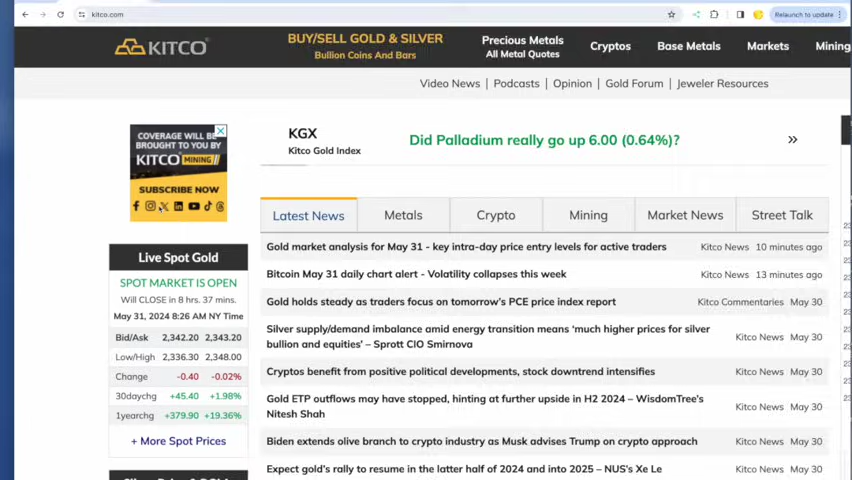 kitco.com
Relaunch to update
KITCO
BUY/SELL GOLD & SILVER
Bullion Coins And Bars
Precious Metals
All Metal Quotes
Cryptos
Base Metals
Markets
Mining
Video News | Podcasts | Opinion | Gold Forum | Jeweler Resources
COVERAGE WILL BE
BROUGHT TO YOU BY
KITCO MINING
SUBSCRIBE NOW
KGX
Kitco Gold Index
Did Palladium really go up 6.00 (0.64%)?
Latest News
Metals
Crypto
Mining
Market News
Street Talk
Gold market analysis for May 31 - key intra-day price entry levels for active traders Kitco News 10 minutes ago
Bitcoin May 31 daily chart alert - Volatility collapses this week Kitco News 13 minutes ago
Gold holds steady as traders focus on tomorrow's PCE price index report Kitco Commentaries May 30
Silver supply/demand imbalance amid energy transition means 'much higher prices for silver
bullion and equities' – Sprott CIO Smirnova Kitco News May 30
Cryptos benefit from positive political developments, stock downtrend intensifies Kitco News May 30
Gold ETP outflows may have stopped, hinting at further upside in H2 2024 – WisdomTree's
Nitesh Shah Kitco News May 30
Biden extends olive branch to crypto industry as Musk advises Trump on crypto approach Kitco News May 30
Expect gold's rally to resume in the latter half of 2024 and into 2025 – NUS's Xe Le Kitco News May 30
Live Spot Gold
SPOT MARKET IS OPEN
Will CLOSE in 8 hrs. 37 mins.
May 31, 2024 8:26 AM NY Time
Bid/Ask 2,342.20 2,343.20
Low/High 2,336.30 2,348.00
Change -0.40 -0.02%
30daychg +45.40 +1.98%
1yearchg +379.90 +19.36%
+ More Spot Prices